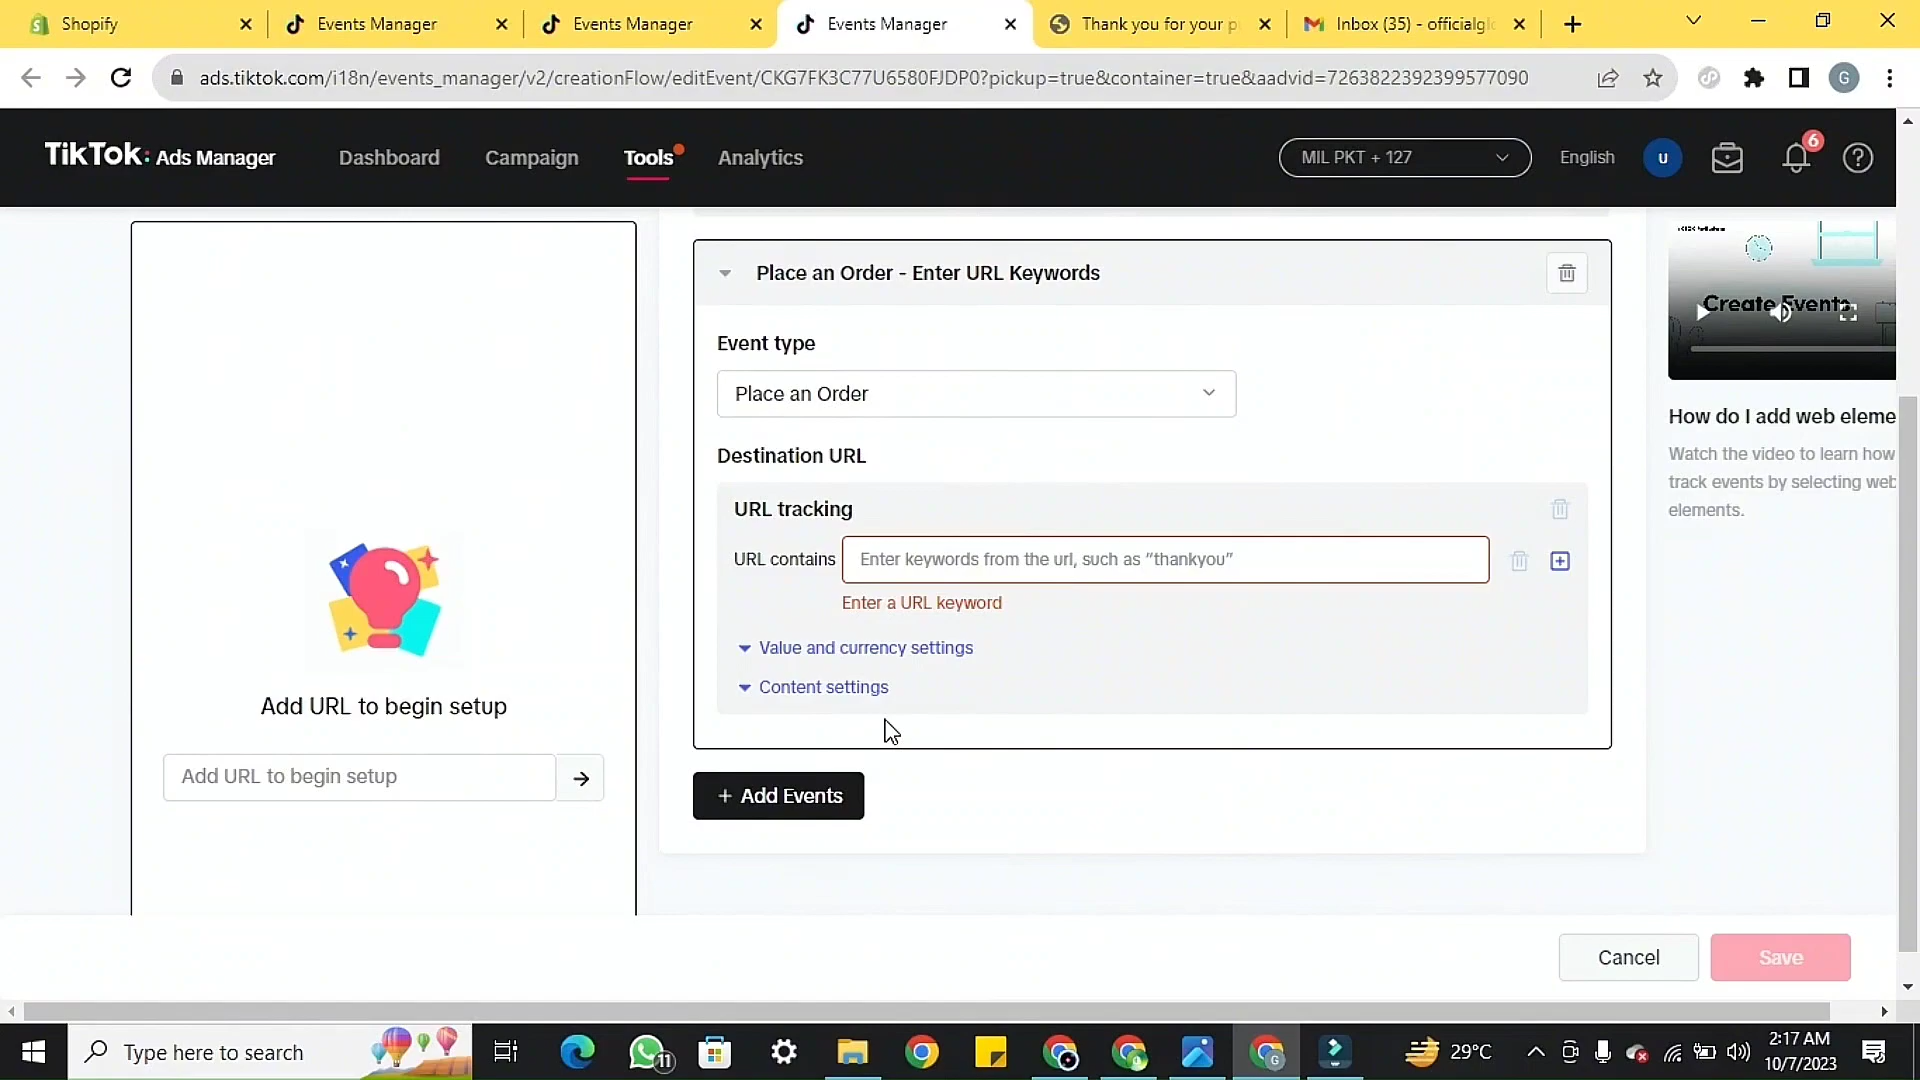 Shopify
Events Manager
Events Manager
Events Manager
Thank you for your p
Inbox (35) - officialglo
ads.tiktok.com/i18n/events_manager/v2/creationFlow/editEvent/CKG7FK3C77U6580FJDP0?pickup=true&container=true&aadvid=7263822392399577090
G
TikTok: Ads Manager
Dashboard
Campaign
Tools
Analytics
MIL PKT + 127
English
U
6
Add URL to begin setup
Add URL to begin setup
Place an Order - Enter URL Keywords
Event type
Place an Order
Destination URL
URL tracking
URL contains
Enter keywords from the url, such as "thankyou"
Enter a URL keyword
Value and currency settings
Content settings
+ Add Events
Create Events
How do I add web eleme
Watch the video to learn how
track events by selecting web
elements.
Cancel
Save
Type here to search
11
G
29°C
2:17 AM
10/7/2023